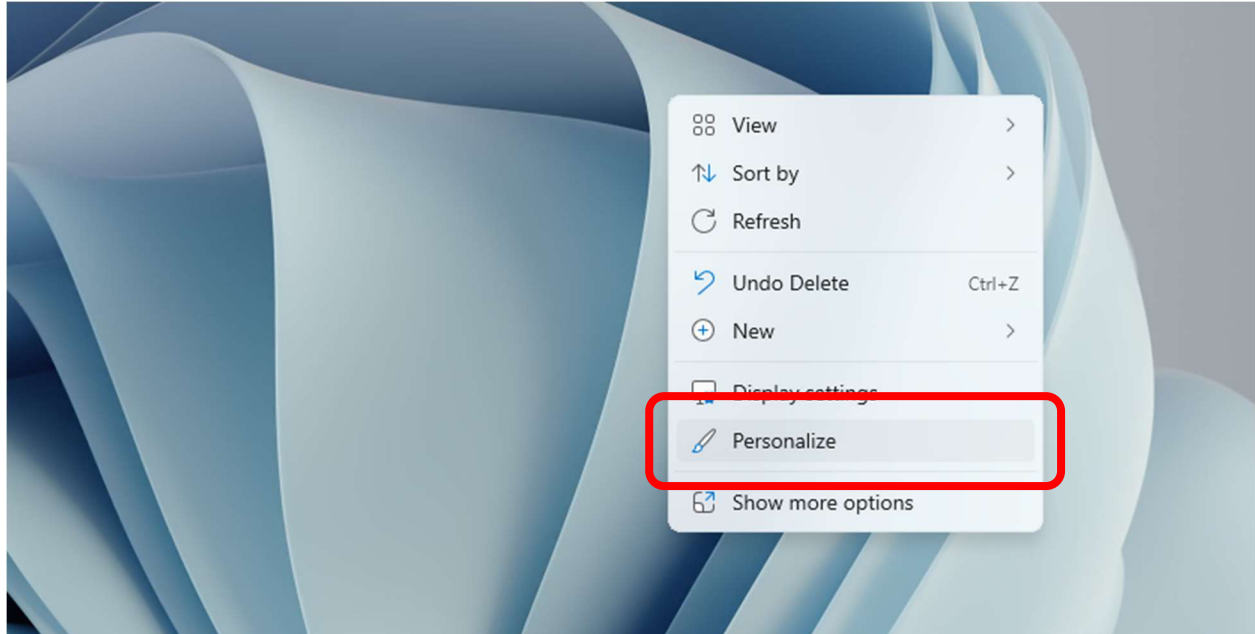 View
Sort by
Refresh
Undo Delete Ctrl+Z
New
Display settings
Personalize
Show more options